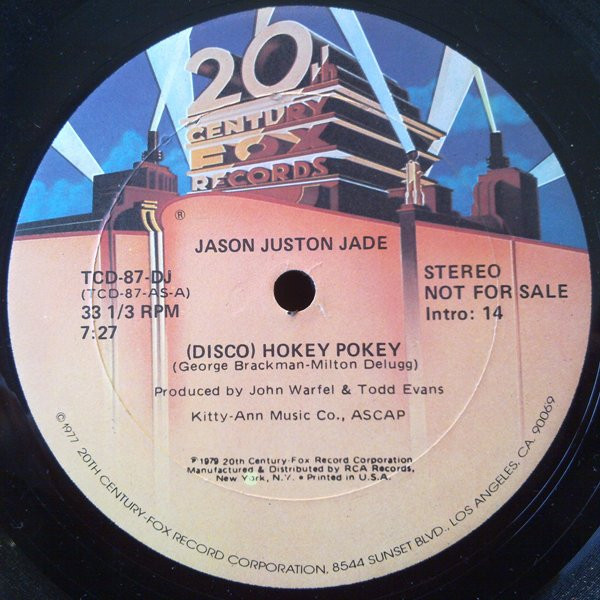 20th
CENTURY
FOX
RECORDS
®
JASON JUSTON JADE
TCD-87-DJ
(TCD-87-AS-A)
33 1/3 RPM
7:27
STEREO
NOT FOR SALE
Intro: 14
(DISCO) HOKEY POKEY
(George Brackman-Milton Delugg)
Produced by John Warfel & Todd Evans
Kitty-Ann Music Co., ASCAP
℗ 1979 20th Century-Fox Record Corporation
Manufactured & Distributed by RCA Records,
New York, N.Y. • Printed in U.S.A.
© 1977 20TH CENTURY-FOX RECORD CORPORATION, 8544 SUNSET BLVD., LOS ANGELES, CA. 90069